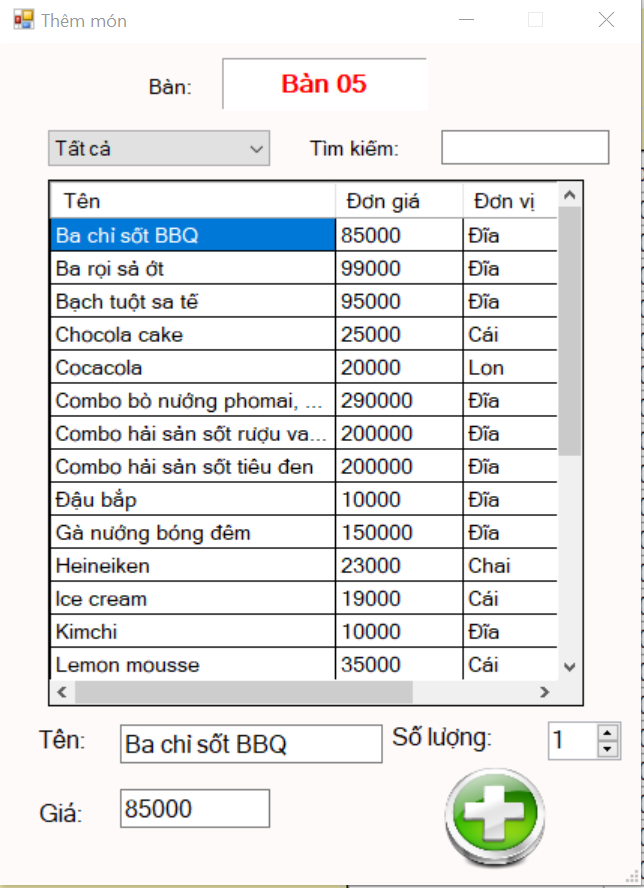 Thêm món
Bàn: Bàn 05
Tất cả Tìm kiếm:
Tên Đơn giá Đơn vị
Ba chỉ sốt BBQ 85000 Đĩa
Ba rọi sả ớt 99000 Đĩa
Bạch tuột sa tế 95000 Đĩa
Chocola cake 25000 Cái
Cocacola 20000 Lon
Combo bò nướng phomai, ... 290000 Đĩa
Combo hải sản sốt rượu va... 200000 Đĩa
Combo hải sản sốt tiêu đen 200000 Đĩa
Đậu bắp 10000 Đĩa
Gà nướng bóng đêm 150000 Đĩa
Heineiken 23000 Chai
Ice cream 19000 Cái
Kimchi 10000 Đĩa
Lemon mousse 35000 Cái
Tên: Ba chỉ sốt BBQ Số lượng: 1
Giá: 85000